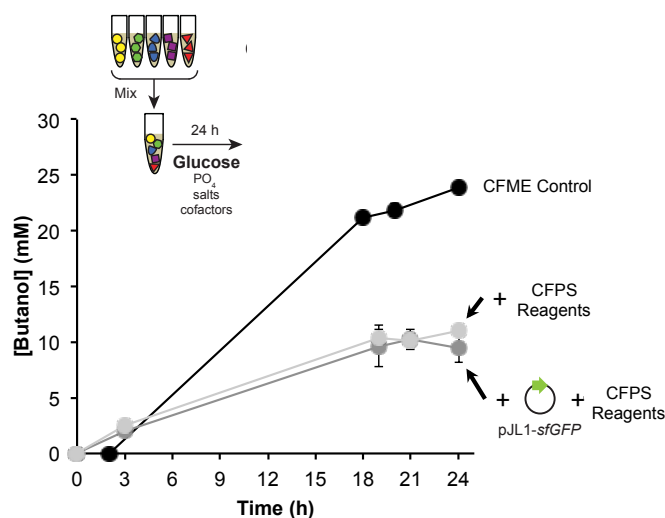 Mix
24 h
Glucose
PO4
salts
cofactors
[Butanol] (mM)
30
25
20
15
10
5
0
0 3 6 9 12 15 18 21 24
Time (h)
CFME Control
+ CFPS
Reagents
+ + CFPS
Reagents
pJL1-sfGFP